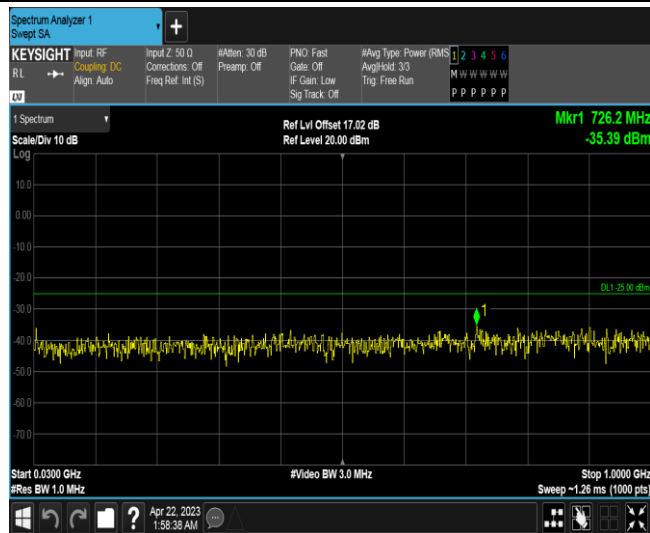 Spectrum Analyzer 1
Swept SA
+
KEYSIGHT
RL
Input: RF
Coupling: DC
Align: Auto
Input Z: 50 Ω
Corrections: Off
Freq Ref: Int (S)
#Atten: 30 dB
Preamp: Off
PNO: Fast
Gate: Off
IF Gain: Low
Sig Track: Off
#Avg Type: Power (RMS
Avg|Hold: 3/3
Trig: Free Run
1 2 3 4 5 6
M W W W W W
P P P P P P
1 Spectrum
Scale/Div 10 dB
Log
Ref Lvl Offset 17.02 dB
Ref Level 20.00 dBm
Mkr1 726.2 MHz
-35.39 dBm
10.0
0.00
-10.0
-20.0
DL1 -25.00 dBm
-30.0
1
-40.0
-50.0
-60.0
-70.0
Start 0.0300 GHz
#Res BW 1.0 MHz
#Video BW 3.0 MHz
Stop 1.0000 GHz
Sweep ~1.26 ms (1000 pts)
?
Apr 22, 2023
1:58:38 AM